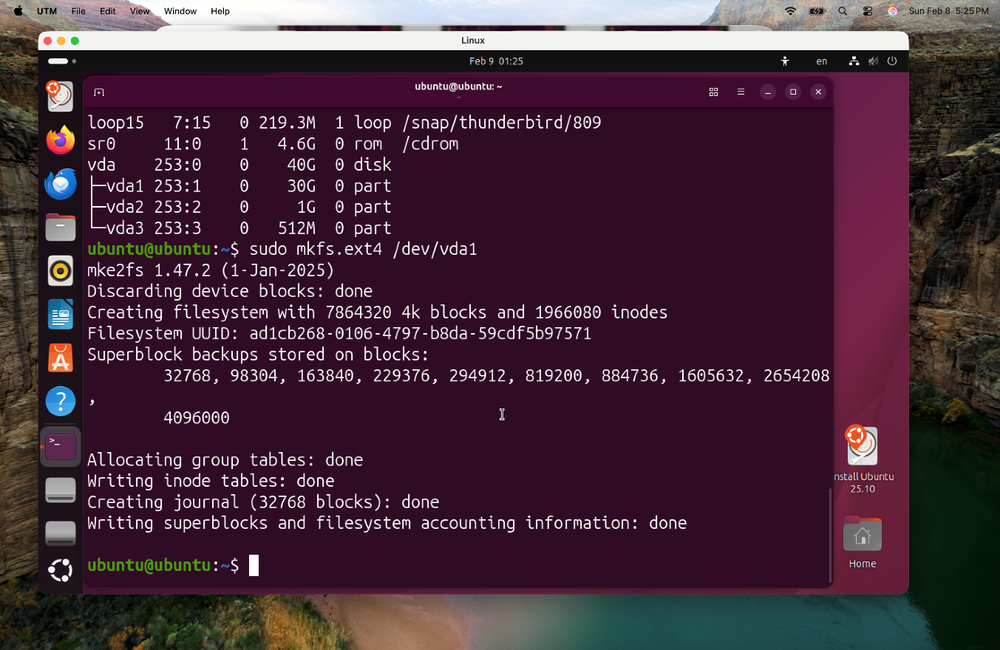 UTM File Edit View Window Help
Sun Feb 8 5:25 PM
Linux
Feb 9 01:25
en
ubuntu@ubuntu: ~
~
loop15 7:15 0 219.3M 1 loop /snap/thunderbird/809
sr0 11:0 1 4.6G 0 rom /cdrom
vda 253:0 0 40G 0 disk
├─vda1 253:1 0 30G 0 part
├─vda2 253:2 0 1G 0 part
└─vda3 253:3 0 512M 0 part
ubuntu@ubuntu:~$ sudo mkfs.ext4 /dev/vda1
mke2fs 1.47.2 (1-Jan-2025)
Discarding device blocks: done
Creating filesystem with 7864320 4k blocks and 1966080 inodes
Filesystem UUID: ad1cb268-0106-4797-b8da-59cdf5b97571
Superblock backups stored on blocks:
32768, 98304, 163840, 229376, 294912, 819200, 884736, 1605632, 2654208
,
4096000
Allocating group tables: done
Writing inode tables: done
Creating journal (32768 blocks): done
Writing superblocks and filesystem accounting information: done
ubuntu@ubuntu:~$
nstall Ubuntu
25.10
Home